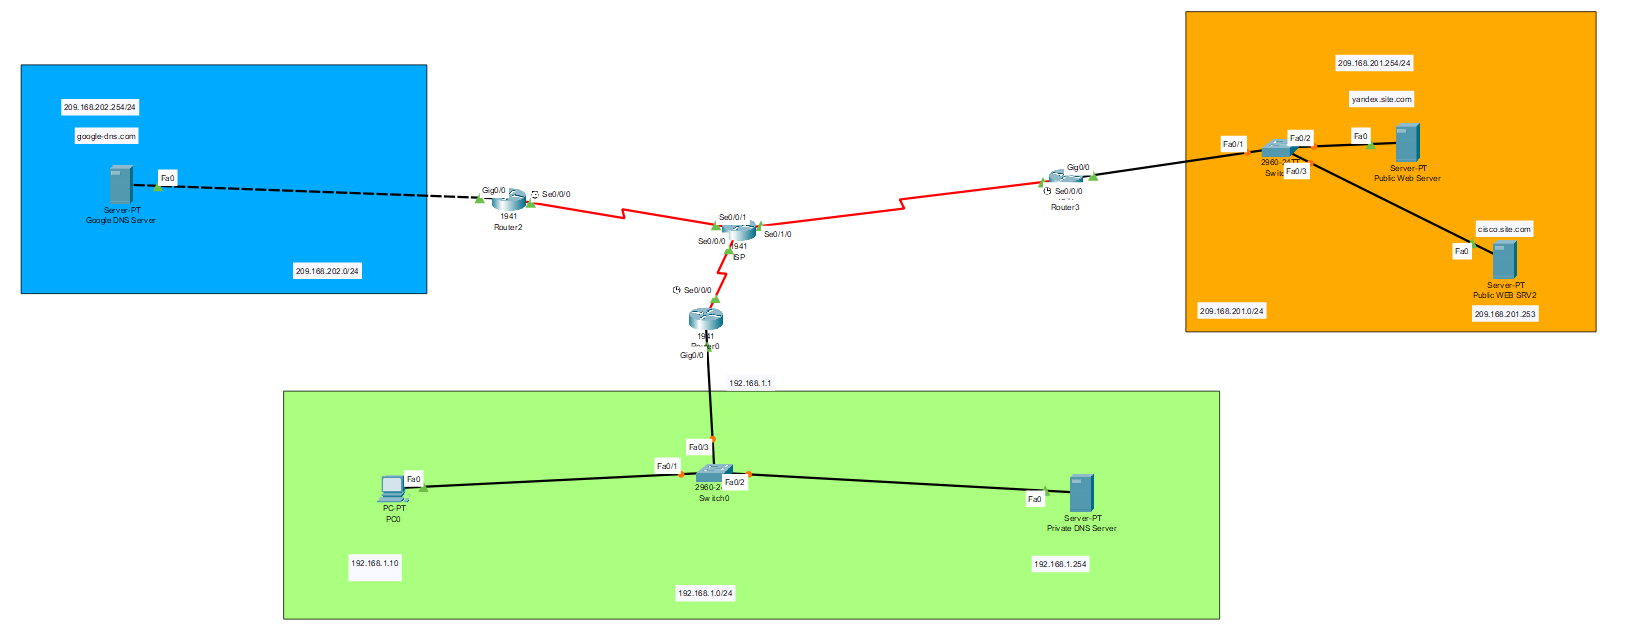 209.168.202.254/24
google-dns.com
Fa0
Server-PT
Google DNS Server
209.168.202.0/24
Gig0/0
Se0/0/0
1941
Router2
Se0/0/1
Se0/0/0
Se0/1/0
1941
ISP
Se0/0/0
1941
Router0
Gig0/0
192.168.1.1
Gig0/0
Se0/0/0
Router3
209.168.201.254/24
yandex.site.com
Fa0/1
Fa0/2
Fa0
Fa0/3
Server-PT
Public Web Server
cisco.site.com
Fa0
Server-PT
Public WEB SRV2
209.168.201.0/24
209.168.201.253
Fa0/3
Fa0/1
Fa0/2
Switch0
Fa0
PC-PT
PC0
192.168.1.10
Fa0
Server-PT
Private DNS Server
192.168.1.254
192.168.1.0/24